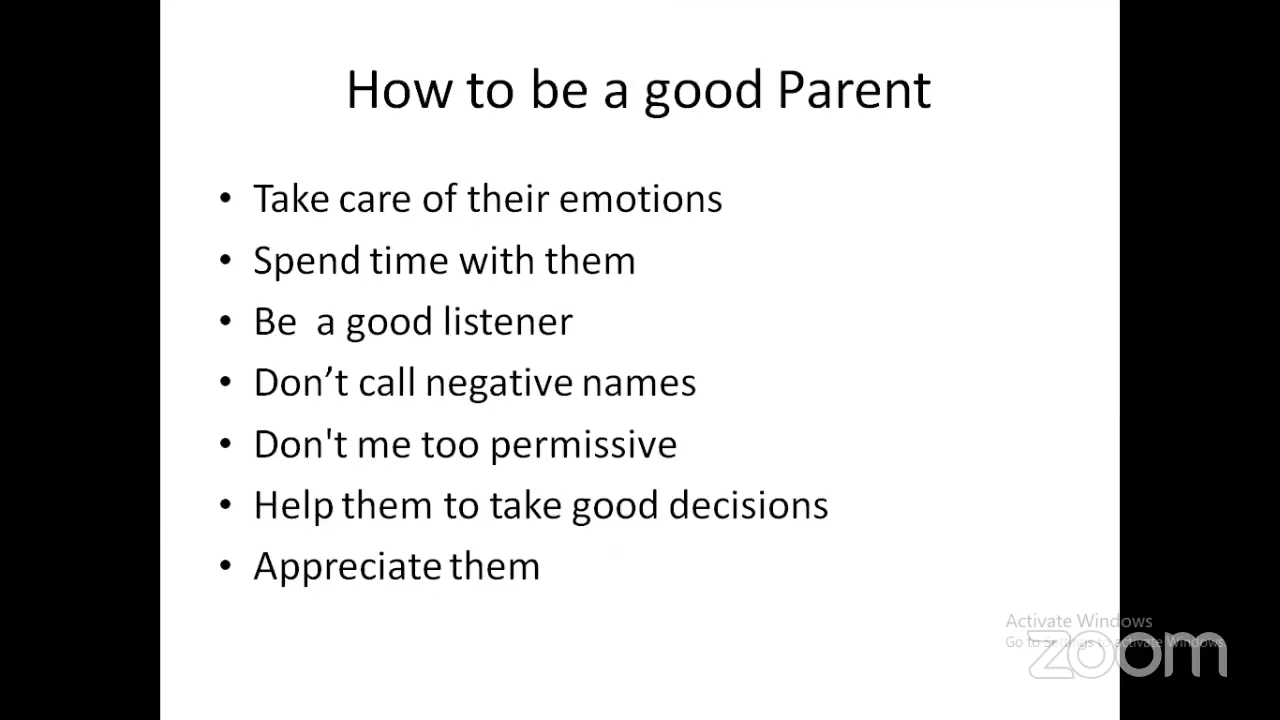 How to be a good Parent
• Take care of their emotions
• Spend time with them
• Be  a good listener
• Don’t call negative names
• Don't me too permissive
• Help them to take good decisions
• Appreciate them
Activate Windows
Go to Settings to activate Windows.
zoom